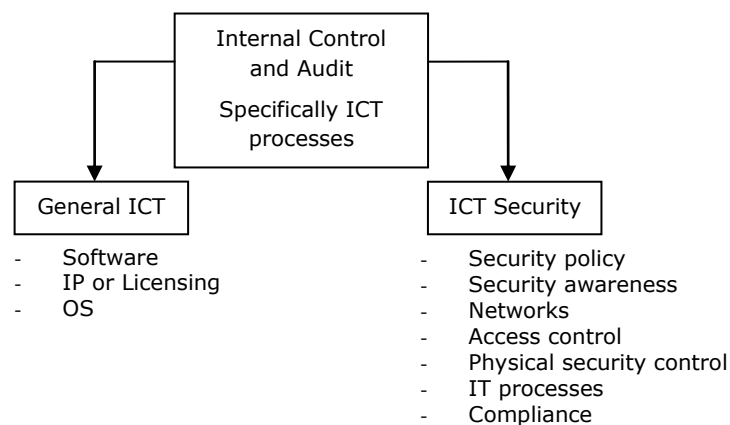 Internal Control
and Audit
Specifically ICT
processes
General ICT
- Software
- IP or Licensing
- OS
ICT Security
- Security policy
- Security awareness
- Networks
- Access control
- Physical security control
- IT processes
- Compliance